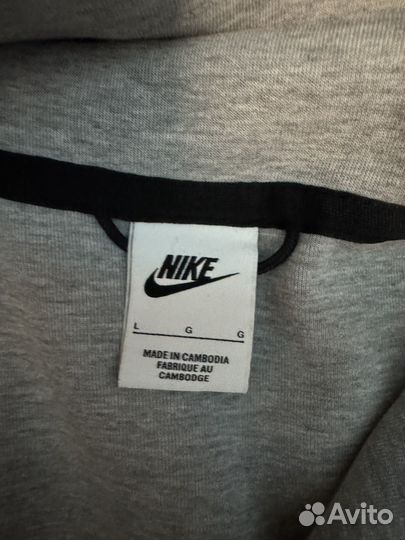 NIKE
L G G
MADE IN CAMBODIA
FABRIQUE AU
CAMBODGE
Avito